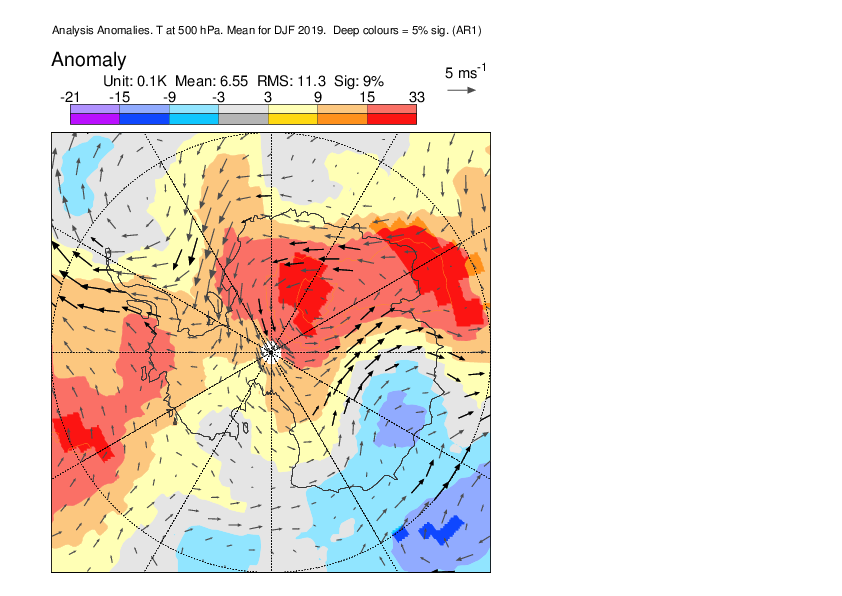 Analysis Anomalies. T at 500 hPa. Mean for DJF 2019. Deep colours = 5% sig. (AR1)
Anomaly
5 ms-1
Unit: 0.1K Mean: 6.55 RMS: 11.3 Sig: 9%
-21 -15 -9 -3 3 9 15 33